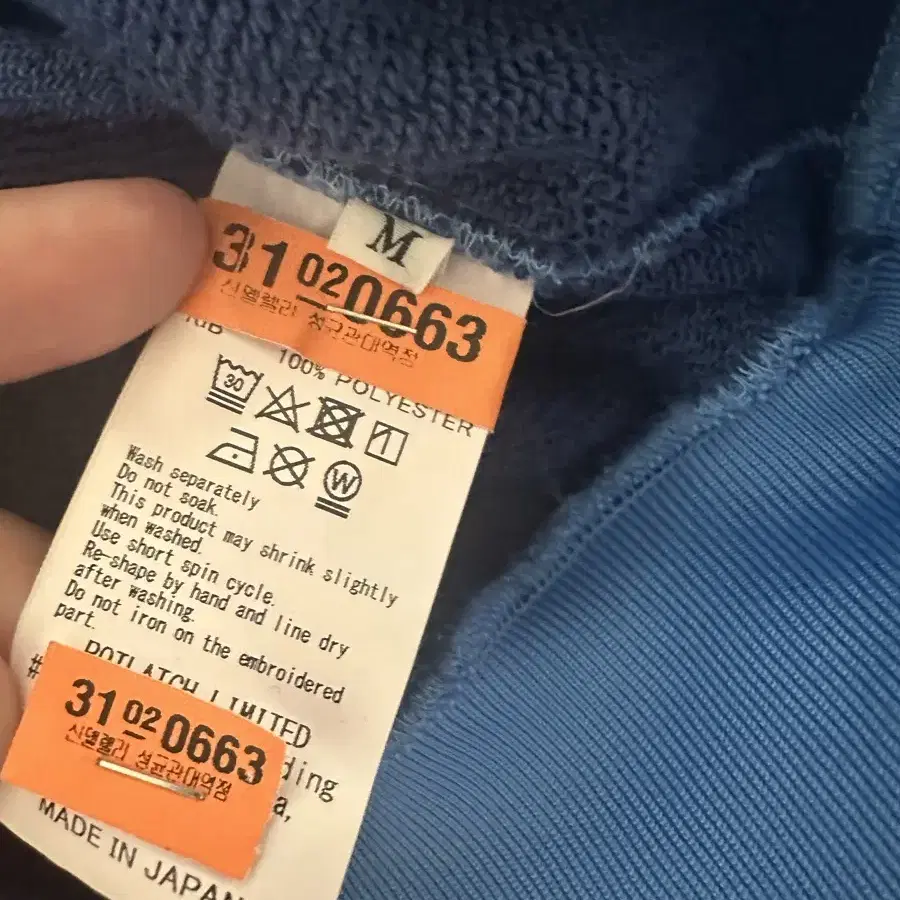 M
31 02 0663
신델렐라 성균관대역점
RIB
100% POLYESTER
30
W
Wash separately
Do not soak.
This product may shrink slightly
when washed.
Use short spin cycle.
Re-shape by hand and line dry
after washing.
Do not iron on the embroidered
part.
POTLATCH LIMITED
#
31 02 0663
신델렐라 성균관대역점
MADE IN JAPAN